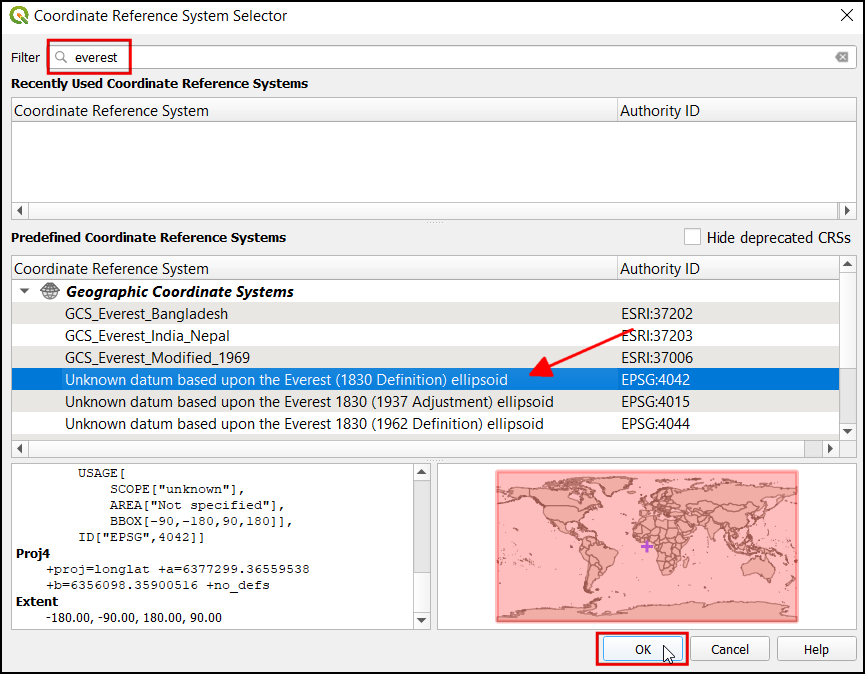 Coordinate Reference System Selector
Filter everest
Recently Used Coordinate Reference Systems
Coordinate Reference System Authority ID
Predefined Coordinate Reference Systems Hide deprecated CRSs
Coordinate Reference System Authority ID
Geographic Coordinate Systems
GCS_Everest_Bangladesh ESRI:37202
GCS_Everest_India_Nepal ESRI:37203
GCS_Everest_Modified_1969 ESRI:37006
Unknown datum based upon the Everest (1830 Definition) ellipsoid EPSG:4042
Unknown datum based upon the Everest 1830 (1937 Adjustment) ellipsoid EPSG:4015
Unknown datum based upon the Everest 1830 (1962 Definition) ellipsoid EPSG:4044
USAGE[
SCOPE["unknown"],
AREA["Not specified"],
BBOX[-90,-180,90,180]],
ID["EPSG",4042]]
Proj4
+proj=longlat +a=6377299.36559538
+b=6356098.35900516 +no_defs
Extent
-180.00, -90.00, 180.00, 90.00
OK Cancel Help